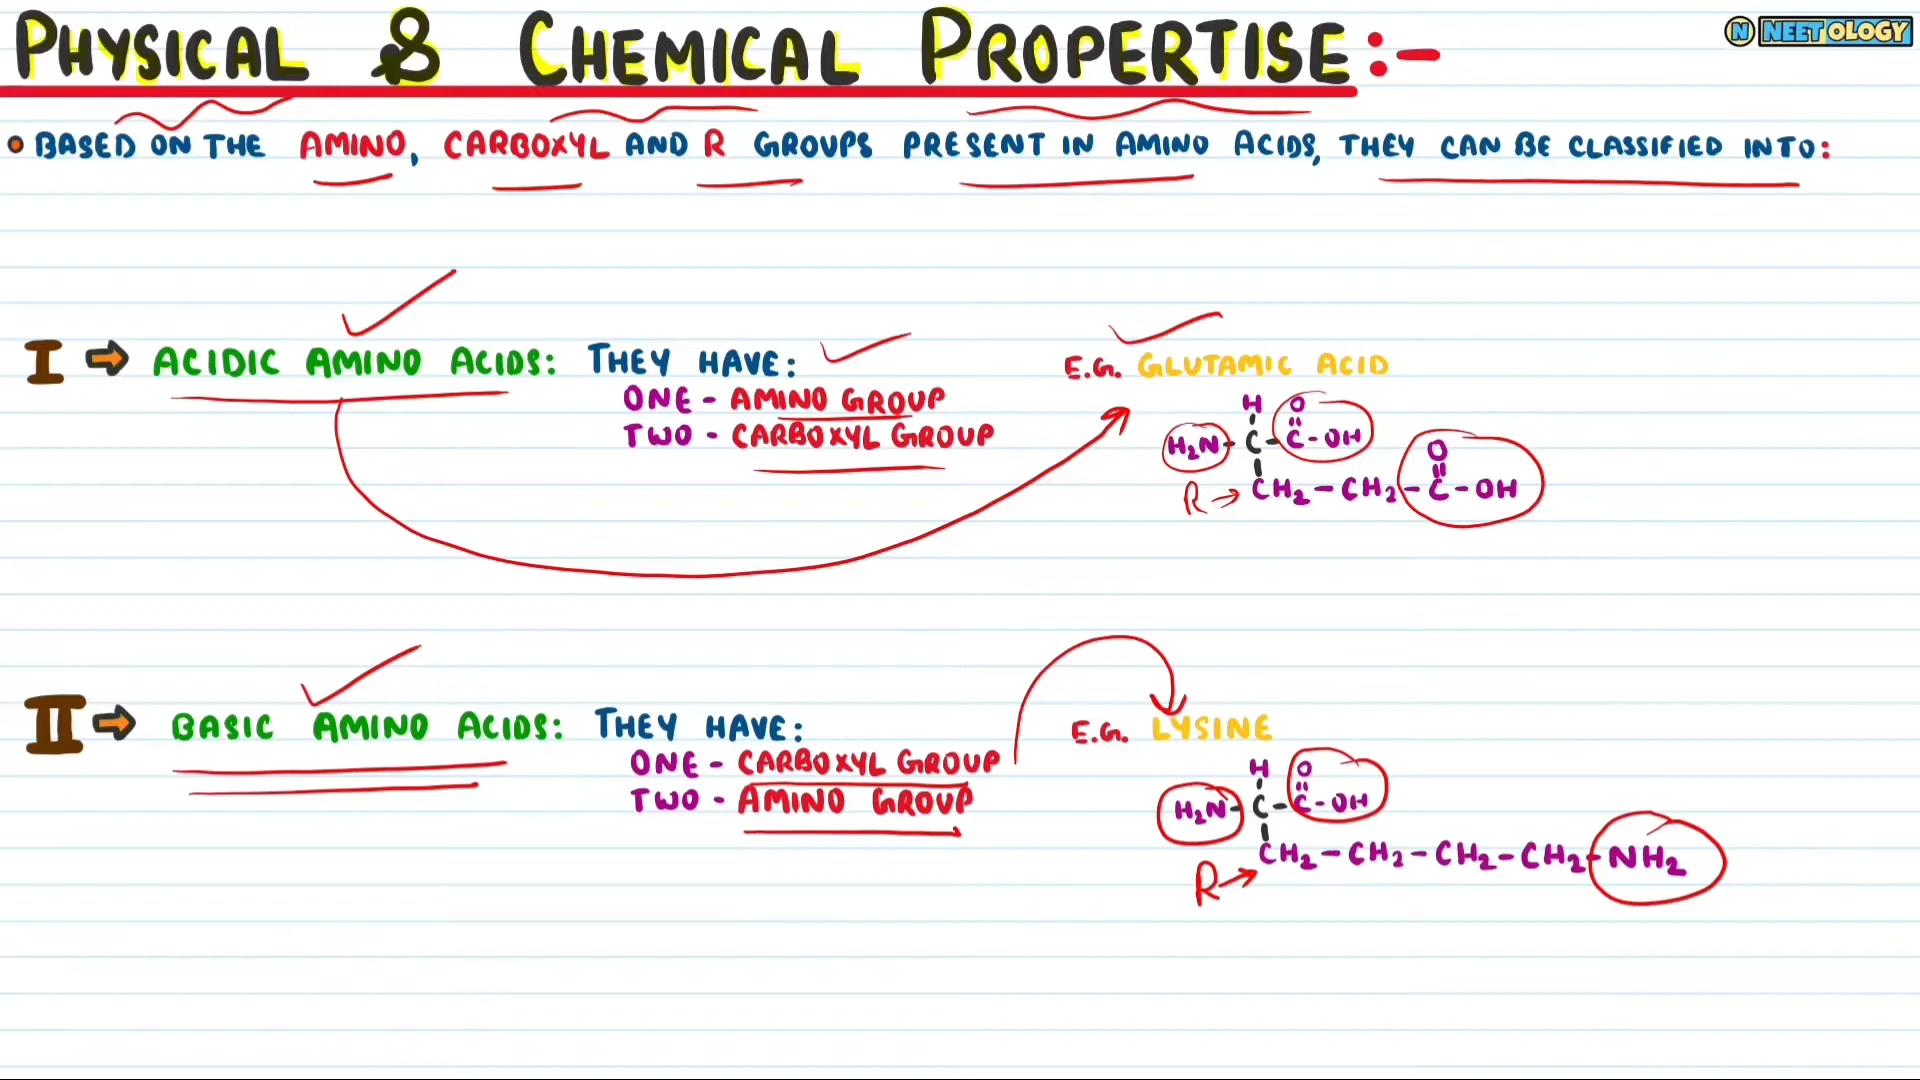 PHYSICAL & CHEMICAL PROPERTISE:-
N NEETOLOGY
• BASED ON THE AMINO, CARBOXYL AND R GROUPS PRESENT IN AMINO ACIDS, THEY CAN BE CLASSIFIED INTO:
I ⇒ ACIDIC AMINO ACIDS: THEY HAVE:
ONE - AMINO GROUP
TWO - CARBOXYL GROUP
E.G. GLUTAMIC ACID
H O
H₂N - C - C - OH
O
R → CH₂ - CH₂ - C - OH
II ⇒ BASIC AMINO ACIDS: THEY HAVE:
ONE - CARBOXYL GROUP
TWO - AMINO GROUP
E.G. LYSINE
H O
H₂N - C - C - OH
R → CH₂ - CH₂ - CH₂ - CH₂ - NH₂